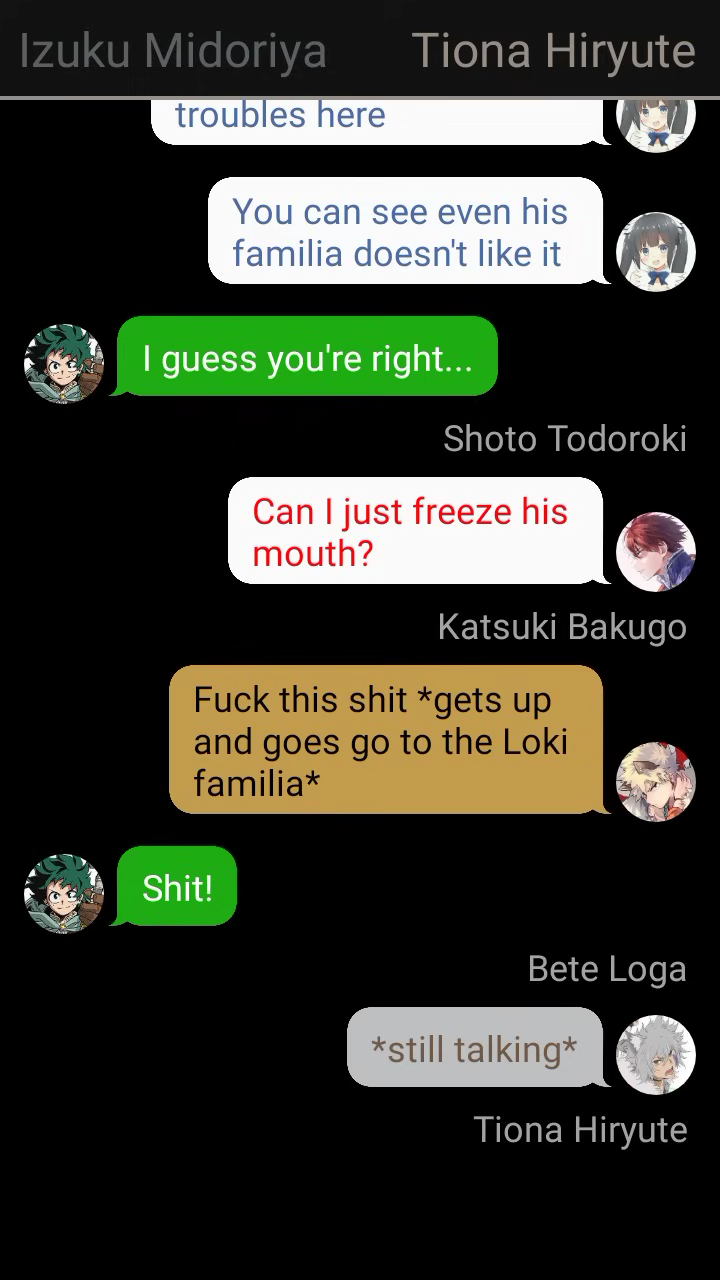 Izuku Midoriya Tiona Hiryute
troubles here
You can see even his
familia doesn't like it
I guess you're right...
Shoto Todoroki
Can I just freeze his
mouth?
Katsuki Bakugo
Fuck this shit *gets up
and goes go to the Loki
familia*
Shit!
Bete Loga
*still talking*
Tiona Hiryute